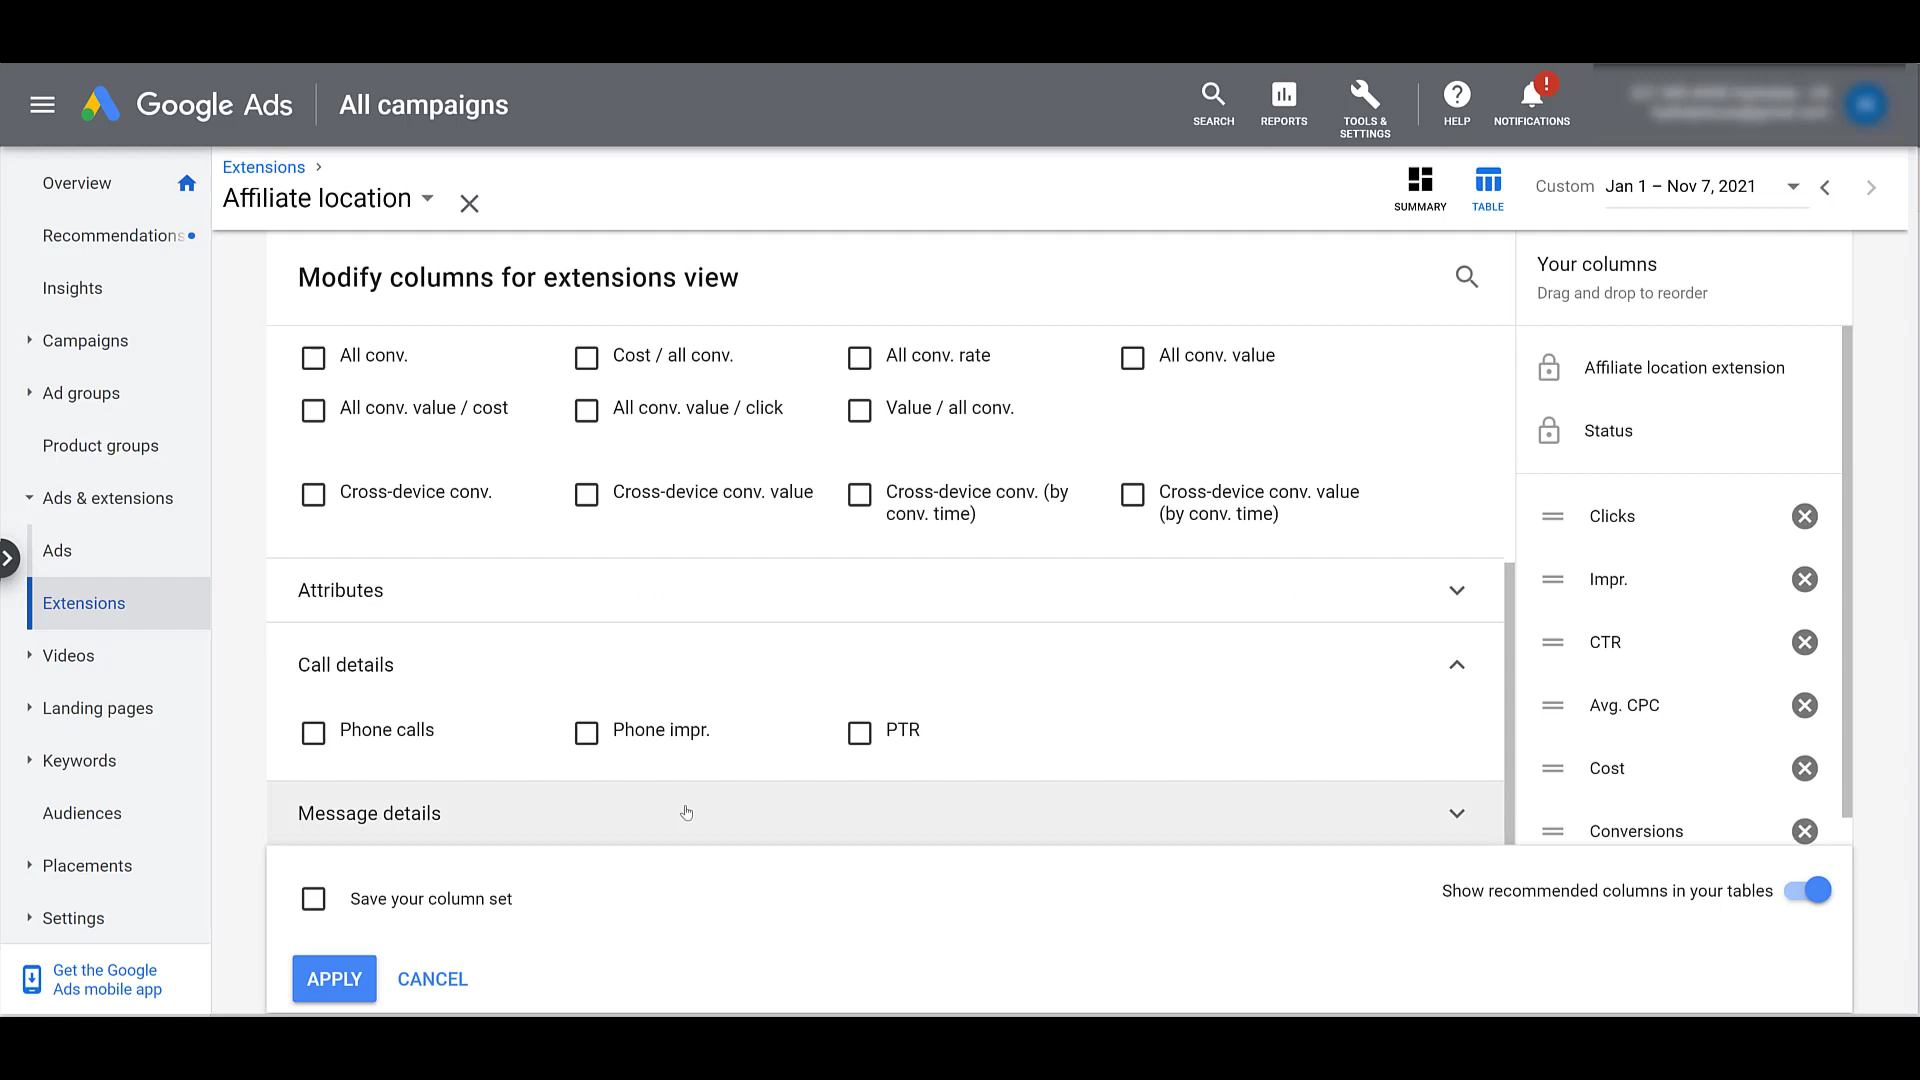 Google Ads
All campaigns
SEARCH
REPORTS
TOOLS &
SETTINGS
HELP
!
NOTIFICATIONS
Overview
Recommendations
Insights
Campaigns
Ad groups
Product groups
Ads & extensions
Ads
Extensions
Videos
Landing pages
Keywords
Audiences
Placements
Settings
Get the Google
Ads mobile app
Extensions
Affiliate location
SUMMARY
TABLE
Custom Jan 1 – Nov 7, 2021
Modify columns for extensions view
All conv.
Cost / all conv.
All conv. rate
All conv. value
All conv. value / cost
All conv. value / click
Value / all conv.
Cross-device conv.
Cross-device conv. value
Cross-device conv. (by
conv. time)
Cross-device conv. value
(by conv. time)
Attributes
Call details
Phone calls
Phone impr.
PTR
Message details
Your columns
Drag and drop to reorder
Affiliate location extension
Status
Clicks
Impr.
CTR
Avg. CPC
Cost
Conversions
Save your column set
Show recommended columns in your tables
APPLY
CANCEL